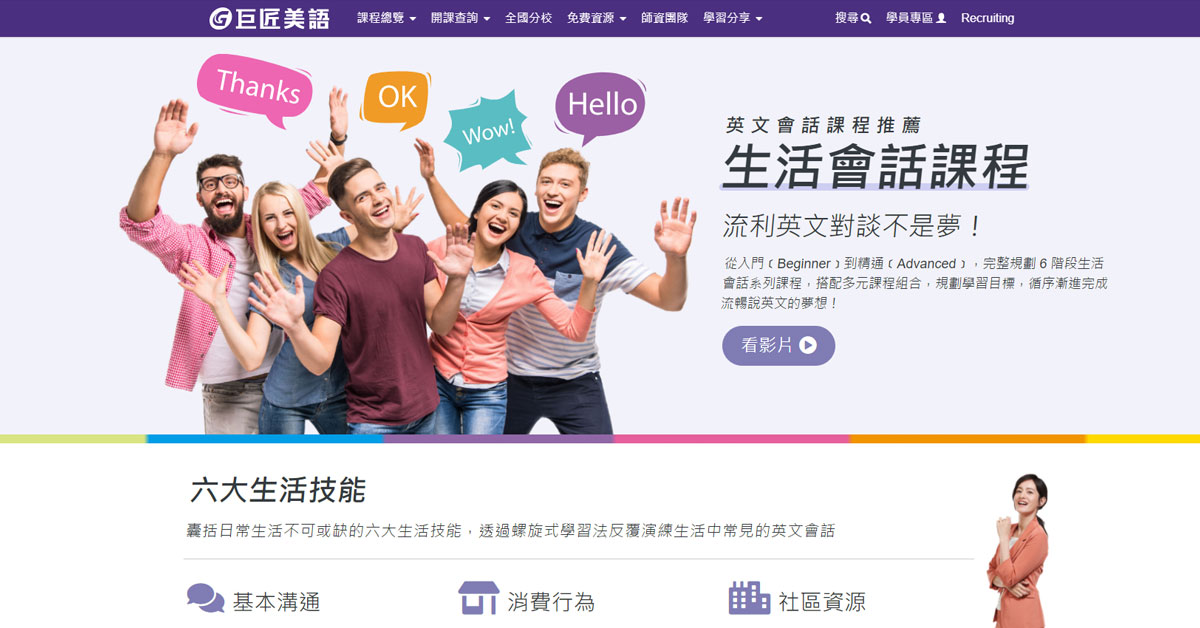 巨匠美語 課程總覽 開課查詢 全國分校 免費資源 師資團隊 學習分享 搜尋 學員專區 Recruiting
Thanks
OK
Wow!
Hello
英文會話課程推薦
生活會話課程
流利英文對談不是夢！
從入門﹝Beginner﹞到精通﹝Advanced﹞，完整規劃 6 階段生活
會話系列課程，搭配多元課程組合，規劃學習目標，循序漸進完成
流暢說英文的夢想！
看影片
六大生活技能
囊括日常生活不可或缺的六大生活技能，透過螺旋式學習法反覆演練生活中常見的英文會話
基本溝通 消費行為 社區資源